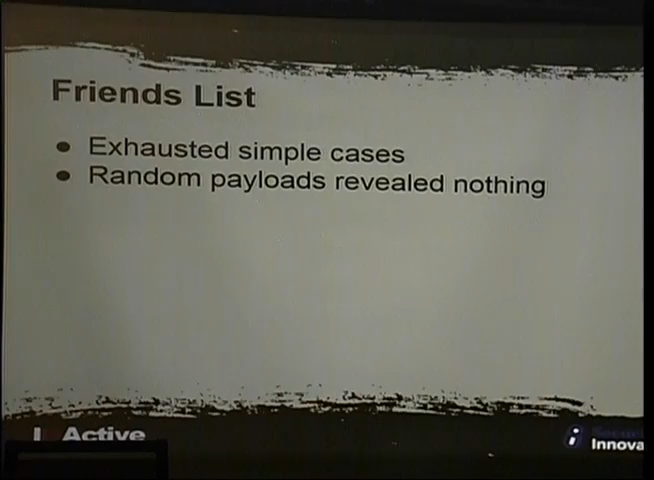 Friends List
Exhausted simple cases
Random payloads revealed nothing
Active
Innova